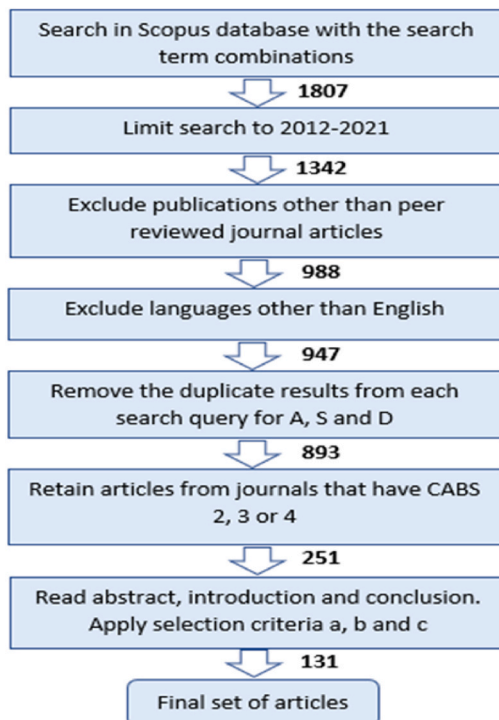 Search in Scopus database with the search
term combinations
1807
Limit search to 2012-2021
1342
Exclude publications other than peer
reviewed journal articles
988
Exclude languages other than English
947
Remove the duplicate results from each
search query for A, S and D
893
Retain articles from journals that have CABS
2, 3 or 4
251
Read abstract, introduction and conclusion.
Apply selection criteria a, b and c
131
Final set of articles